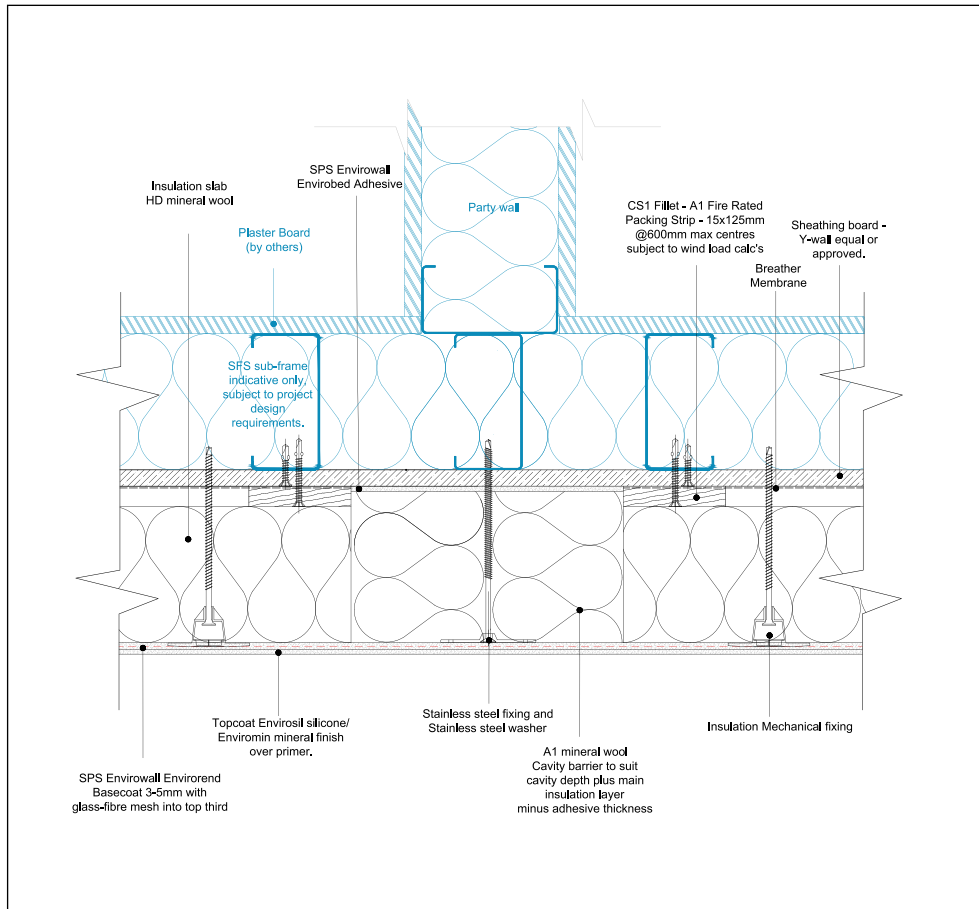 SPS Envirowall
Envirobed Adhesive
Insulation slab
HD mineral wool
Party wall
CS1 Fillet - A1 Fire Rated
Packing Strip - 15x125mm
@600mm max centres
subject to wind load calc's
Sheathing board -
Y-wall equal or
approved.
Plaster Board
(by others)
Breather
Membrane
SFS sub-frame
indicative only,
subject to project
design
requirements.
Topcoat Envirosil silicone/
Enviromin mineral finish
over primer.
Stainless steel fixing and
Stainless steel washer
Insulation Mechanical fixing
SPS Envirowall Envirorend
Basecoat 3-5mm with
glass-fibre mesh into top third
A1 mineral wool
Cavity barrier to suit
cavity depth plus main
insulation layer
minus adhesive thickness